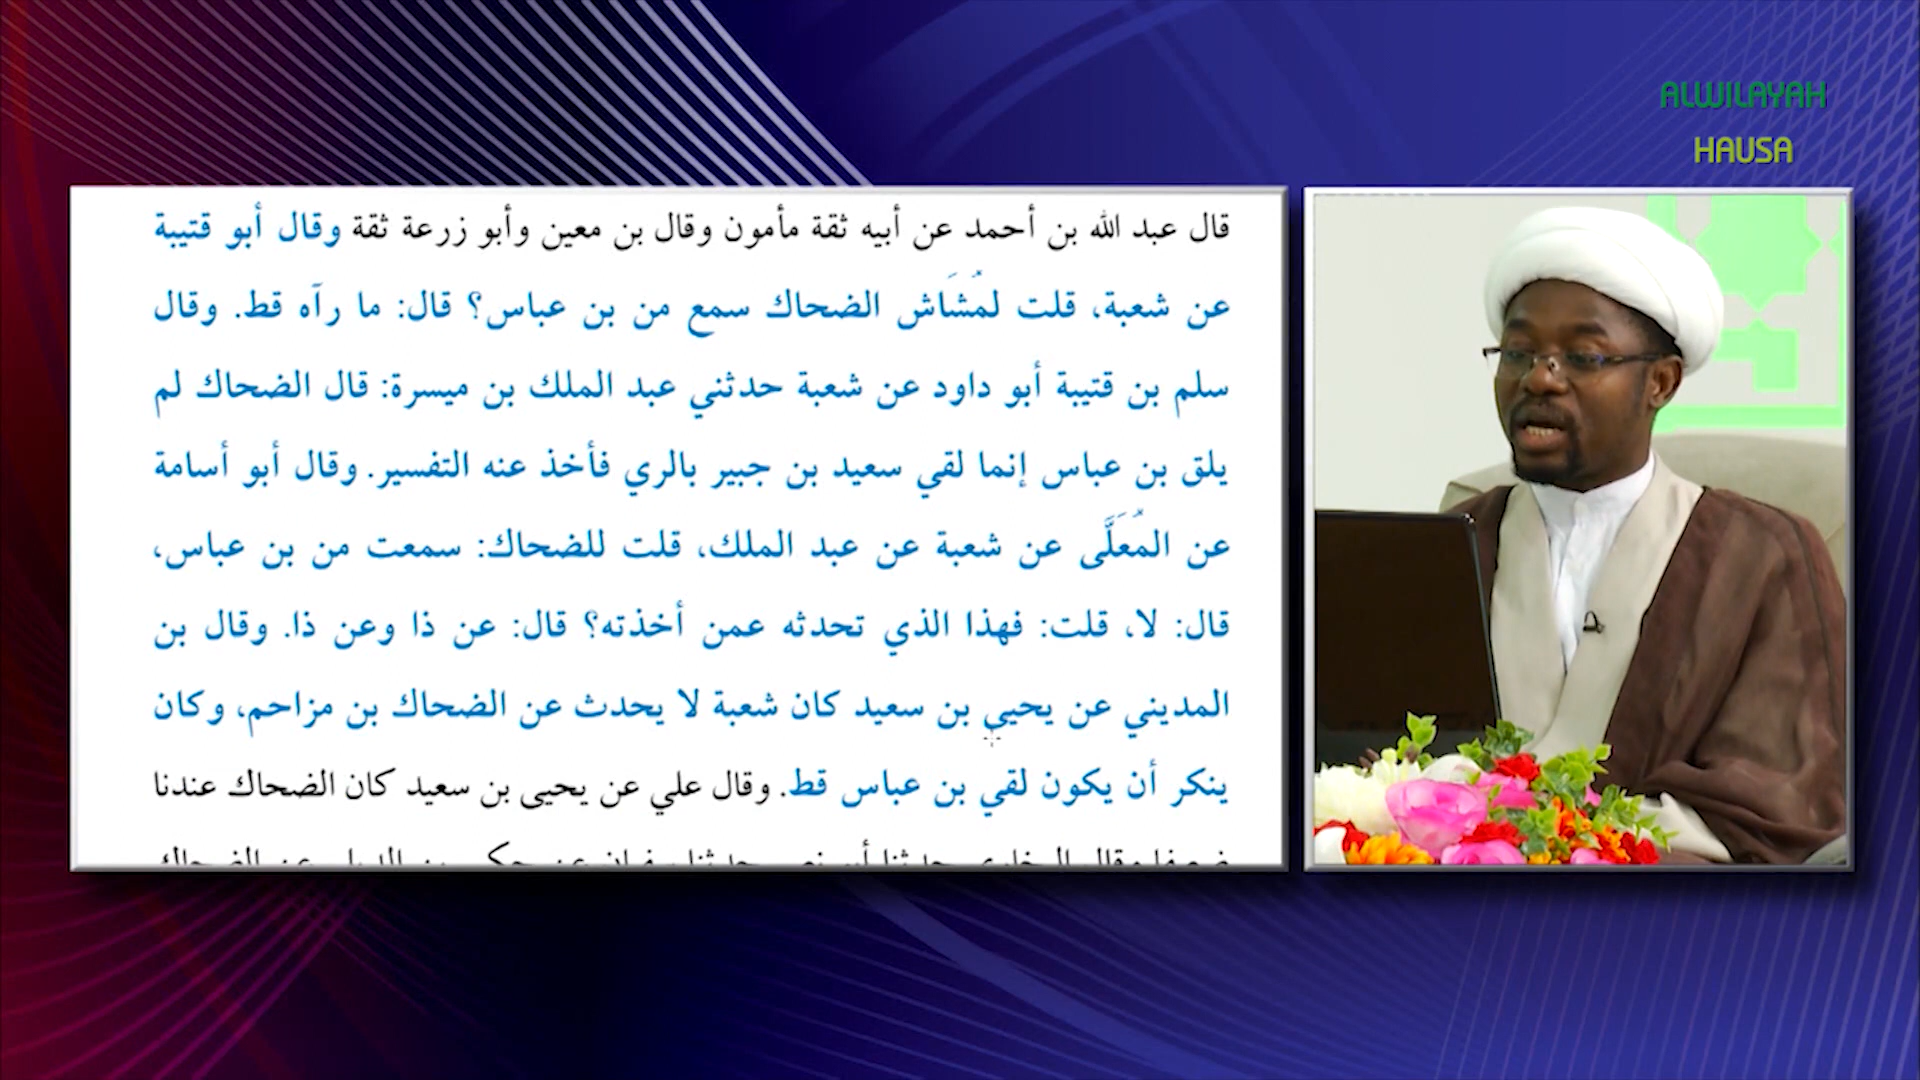 ALWILAYAH
HAUSA
قال عبد الله بن أحمد عن أبيه ثقة مأمون وقال بن معين وأبو زرعة ثقة وقال أبو قتيبة
عن شعبة، قلت لمُشَاش الضحاك سمع من بن عباس؟ قال: ما رآه قط. وقال
سلم بن قتيبة أبو داود عن شعبة حدثني عبد الملك بن ميسرة: قال الضحاك لم
يلق بن عباس إنما لقي سعيد بن جبير بالري فأخذ عنه التفسير. وقال أبو أسامة
عن المُعَلَّى عن شعبة عن عبد الملك، قلت للضحاك: سمعت من بن عباس،
قال: لا، قلت: فهذا الذي تحدثه عمن أخذته؟ قال: عن ذا وعن ذا. وقال بن
المديني عن يحيي بن سعيد كان شعبة لا يحدث عن الضحاك بن مزاحم، وكان
ينكر أن يكون لقي بن عباس قط. وقال علي عن يحيى بن سعيد كان الضحاك عندنا